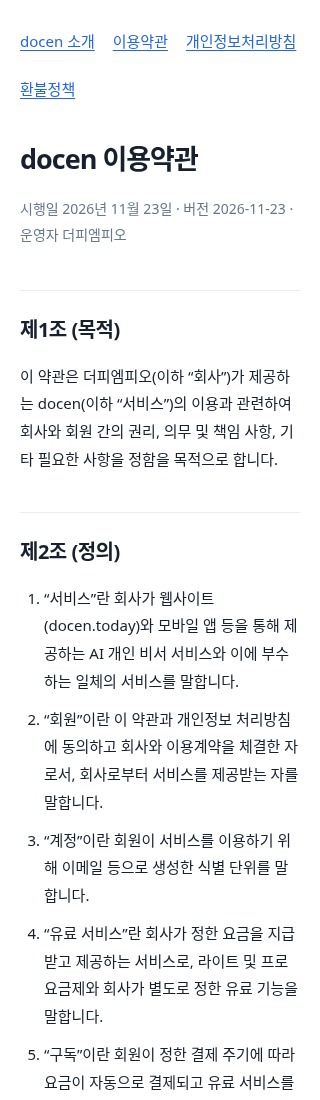 docen 소개 이용약관 개인정보처리방침
환불정책
docen 이용약관
시행일 2026년 11월 23일 · 버전 2026-11-23 ·
운영자 더피엠피오
제1조 (목적)
이 약관은 더피엠피오(이하 “회사”)가 제공하
는 docen(이하 “서비스”)의 이용과 관련하여
회사와 회원 간의 권리, 의무 및 책임 사항, 기
타 필요한 사항을 정함을 목적으로 합니다.
제2조 (정의)
1. “서비스”란 회사가 웹사이트
(docen.today)와 모바일 앱 등을 통해 제
공하는 AI 개인 비서 서비스와 이에 부수
하는 일체의 서비스를 말합니다.
2. “회원”이란 이 약관과 개인정보 처리방침
에 동의하고 회사와 이용계약을 체결한 자
로서, 회사로부터 서비스를 제공받는 자를
말합니다.
3. “계정”이란 회원이 서비스를 이용하기 위
해 이메일 등으로 생성한 식별 단위를 말
합니다.
4. “유료 서비스”란 회사가 정한 요금을 지급
받고 제공하는 서비스로, 라이트 및 프로
요금제와 회사가 별도로 정한 유료 기능을
말합니다.
5. “구독”이란 회원이 정한 결제 주기에 따라
요금이 자동으로 결제되고 유료 서비스를